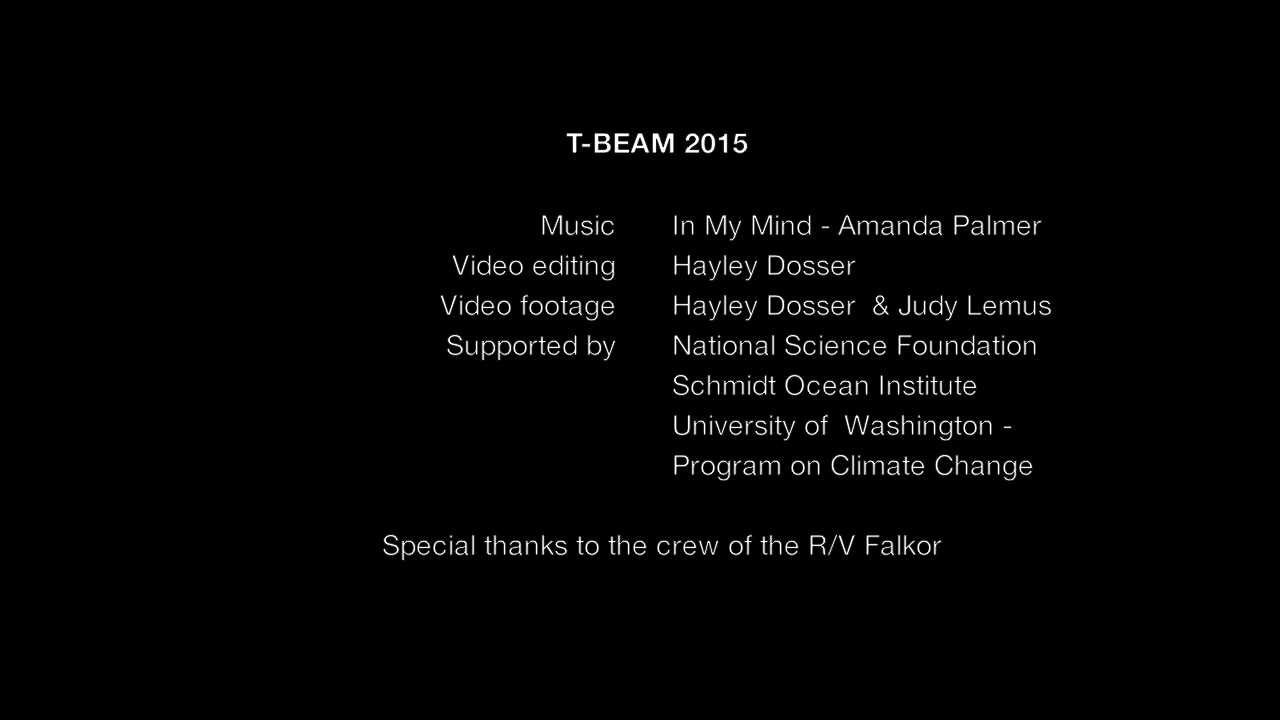 T-BEAM 2015
Music In My Mind - Amanda Palmer
Video editing Hayley Dosser
Video footage Hayley Dosser & Judy Lemus
Supported by National Science Foundation
Schmidt Ocean Institute
University of Washington -
Program on Climate Change
Special thanks to the crew of the R/V Falkor